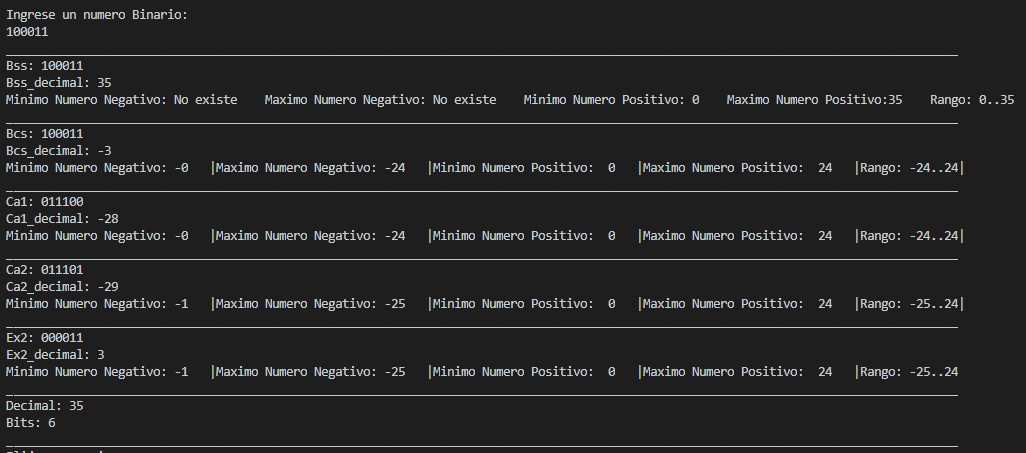 Ingrese un numero Binario:
100011
Bss: 100011
Bss_decimal: 35
Minimo Numero Negativo: No existe    Maximo Numero Negativo: No existe    Minimo Numero Positivo: 0    Maximo Numero Positivo:35    Rango: 0..35
Bcs: 100011
Bcs_decimal: -3
Minimo Numero Negativo: -0   |Maximo Numero Negativo: -24   |Minimo Numero Positivo:  0   |Maximo Numero Positivo:  24   |Rango: -24..24|
Ca1: 011100
Ca1_decimal: -28
Minimo Numero Negativo: -0   |Maximo Numero Negativo: -24   |Minimo Numero Positivo:  0   |Maximo Numero Positivo:  24   |Rango: -24..24|
Ca2: 011101
Ca2_decimal: -29
Minimo Numero Negativo: -1   |Maximo Numero Negativo: -25   |Minimo Numero Positivo:  0   |Maximo Numero Positivo:  24   |Rango: -25..24|
Ex2: 000011
Ex2_decimal: 3
Minimo Numero Negativo: -1   |Maximo Numero Negativo: -25   |Minimo Numero Positivo:  0   |Maximo Numero Positivo:  24   |Rango: -25..24
Decimal: 35
Bits: 6